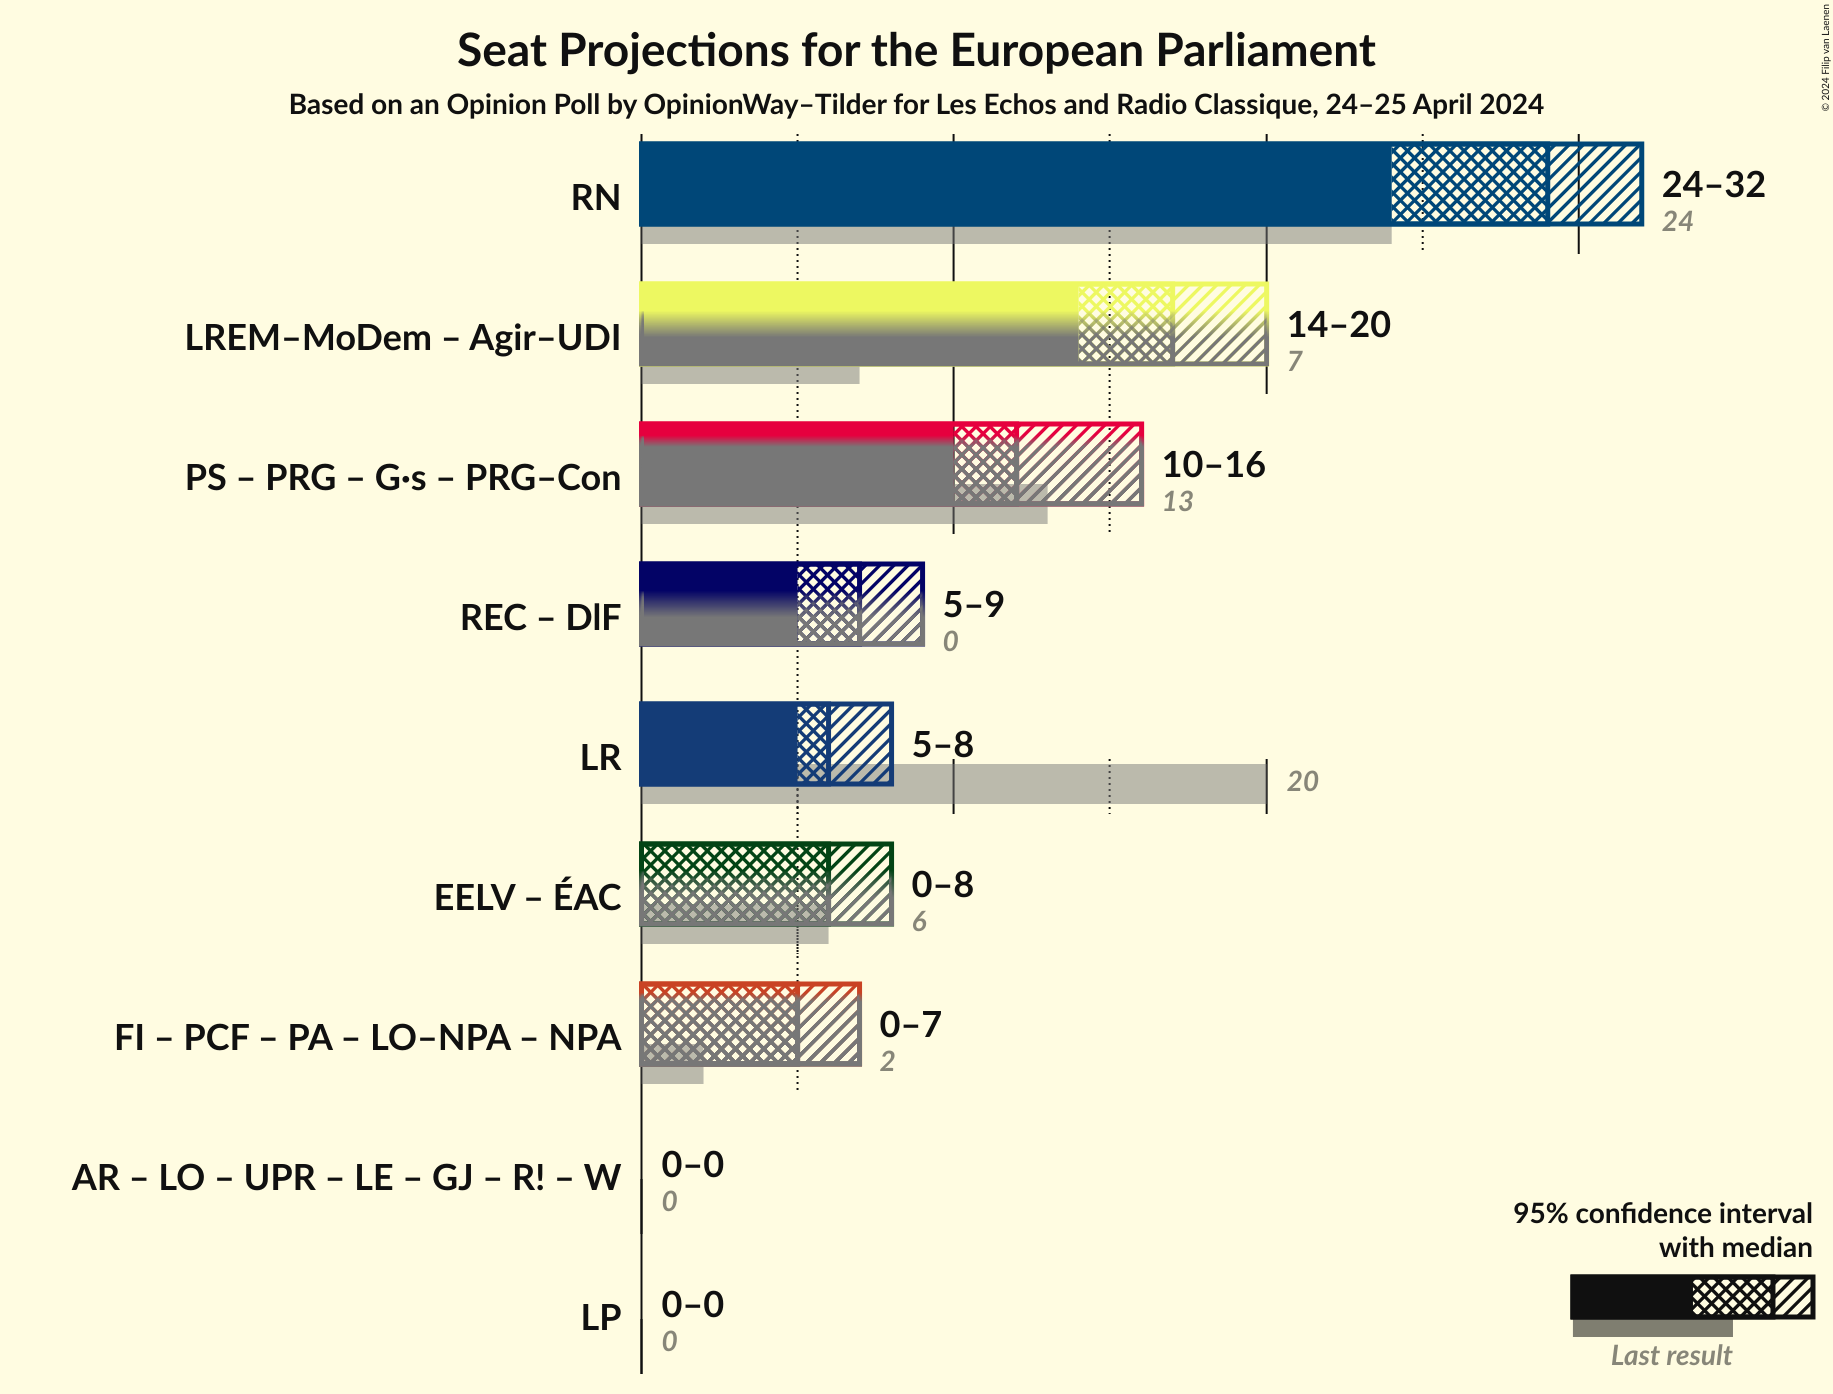 Seat Projections for the European Parliament
Based on an Opinion Poll by OpinionWay–Tilder for Les Echos and Radio Classique, 24–25 April 2024
© 2024 Filip van Laenen
RN
24–32
24
LREM–MoDem – Agir–UDI
14–20
7
PS – PRG – G·s – PRG–Con
10–16
13
REC – DlF
5–9
0
LR
5–8
20
EELV – ÉAC
0–8
6
FI – PCF – PA – LO–NPA – NPA
0–7
2
AR – LO – UPR – LE – GJ – R! – W
0–0
0
LP
0–0
0
95% confidence interval
with median
Last result